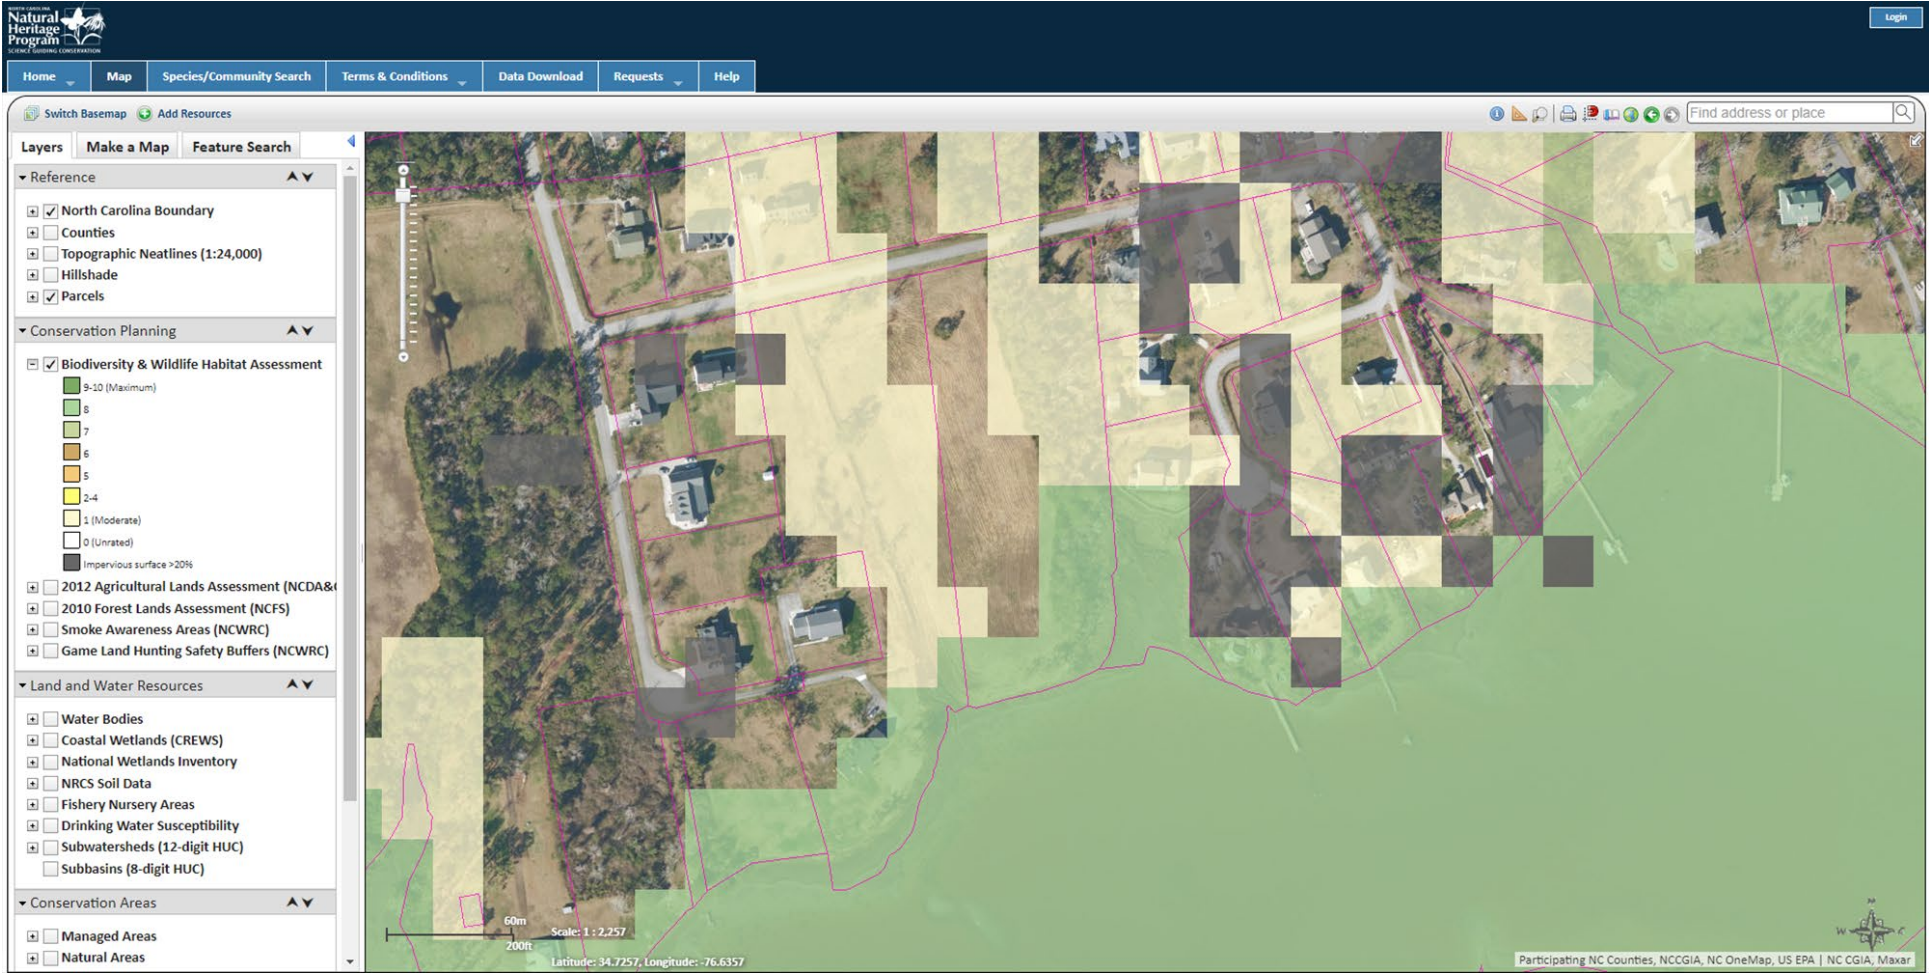 NORTH CAROLINA
Natural
Heritage
Program
SCIENCE GUIDING CONSERVATION
Login
Home Map Species/Community Search Terms & Conditions Data Download Requests Help
Switch Basemap Add Resources Find address or place
Layers Make a Map Feature Search
Reference
North Carolina Boundary
Counties
Topographic Neatlines (1:24,000)
Hillshade
Parcels
Conservation Planning
Biodiversity & Wildlife Habitat Assessment
9-10 (Maximum)
8
7
6
5
2-4
1 (Moderate)
0 (Unrated)
Impervious surface >20%
2012 Agricultural Lands Assessment (NCDA&
2010 Forest Lands Assessment (NCFS)
Smoke Awareness Areas (NCWRC)
Game Land Hunting Safety Buffers (NCWRC)
Land and Water Resources
Water Bodies
Coastal Wetlands (CREWS)
National Wetlands Inventory
NRCS Soil Data
Fishery Nursery Areas
Drinking Water Susceptibility
Subwatersheds (12-digit HUC)
Subbasins (8-digit HUC)
Conservation Areas
Managed Areas
Natural Areas
60m
200ft
Scale: 1 : 2,257
Latitude: 34.7257, Longitude: -76.6357
N
W E
Participating NC Counties, NCCGIA, NC OneMap, US EPA | NC CGIA, Maxar